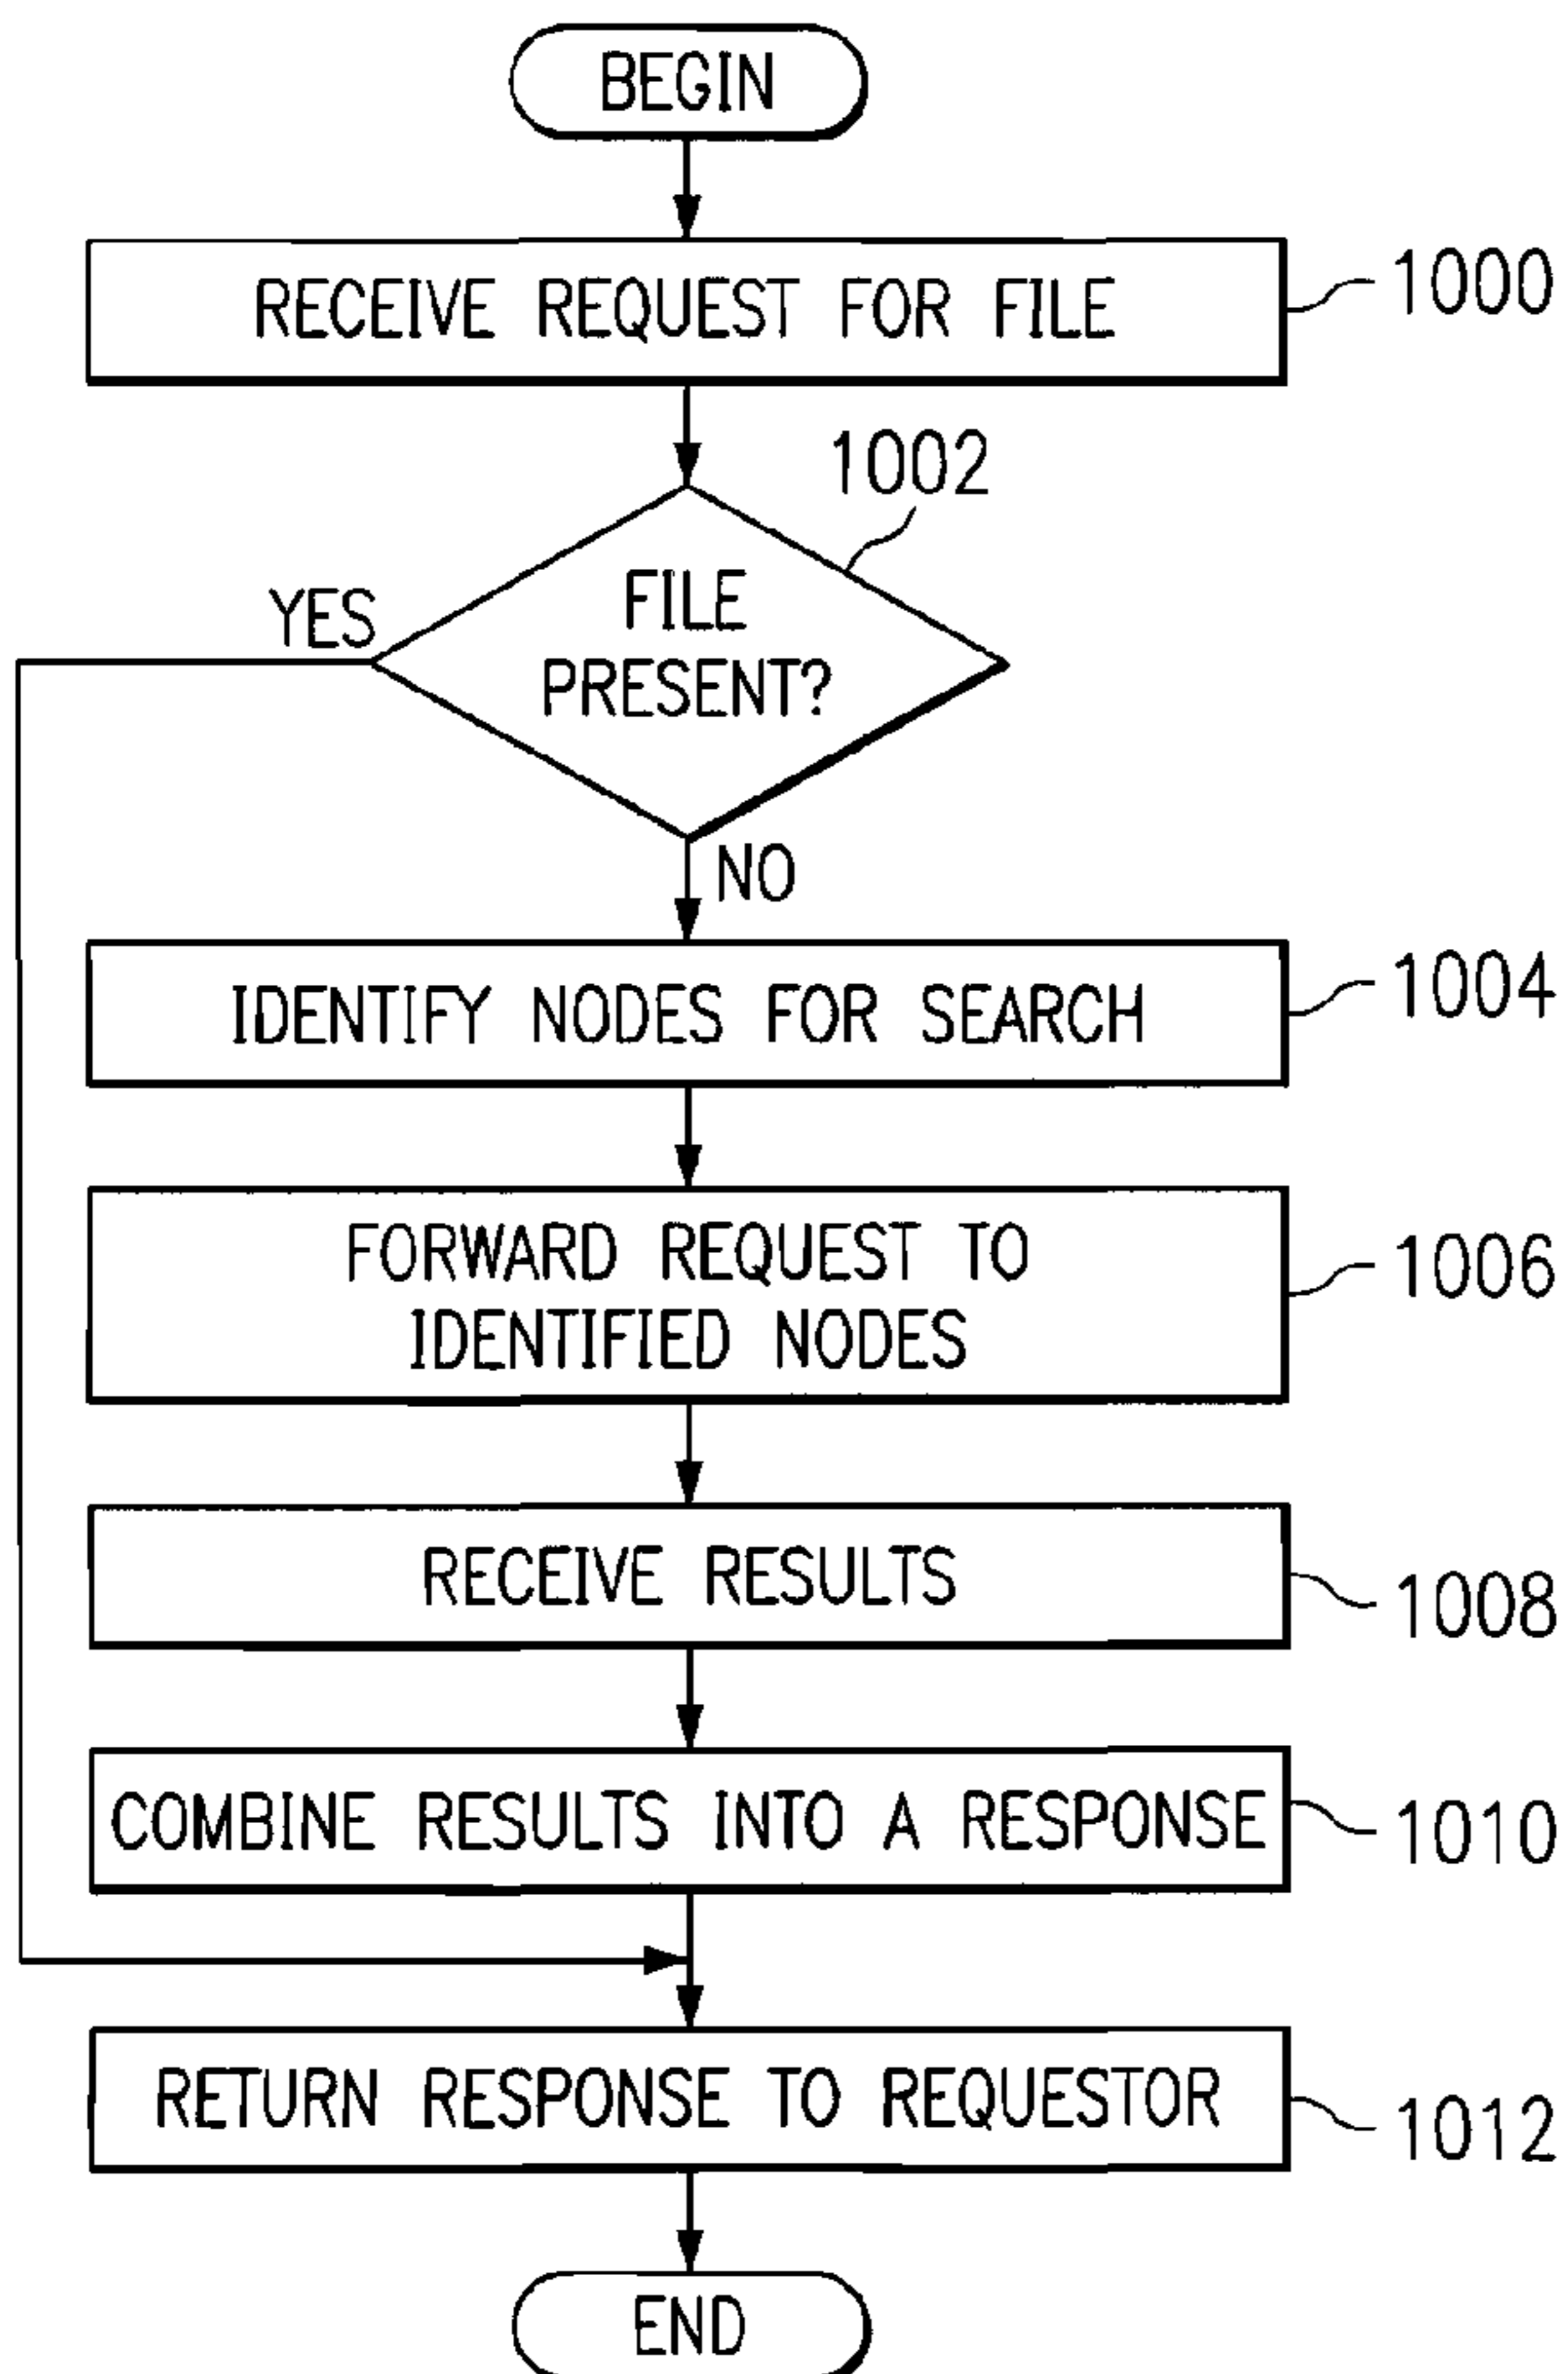 BEGIN
RECEIVE REQUEST FOR FILE
1000
1002
FILE
PRESENT?
YES
NO
IDENTIFY NODES FOR SEARCH
1004
FORWARD REQUEST TO
IDENTIFIED NODES
1006
RECEIVE RESULTS
1008
COMBINE RESULTS INTO A RESPONSE
1010
RETURN RESPONSE TO REQUESTOR
1012
END